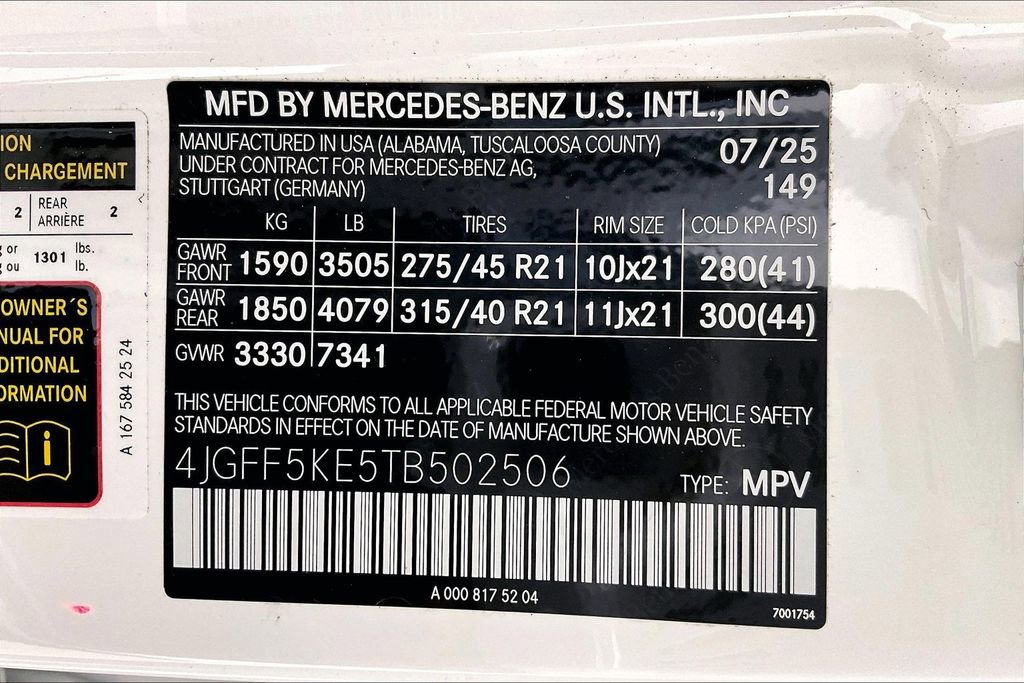 ION
CHARGEMENT
2 REAR ARRIÈRE 2
or 1301 lbs.
ou lb.
OWNER´S
NUAL FOR
DITIONAL
ORMATION
A 167 584 25 24
MFD BY MERCEDES-BENZ U.S. INTL., INC
MANUFACTURED IN USA (ALABAMA, TUSCALOOSA COUNTY) 07/25
UNDER CONTRACT FOR MERCEDES-BENZ AG,
STUTTGART (GERMANY) 149
KG LB TIRES RIM SIZE COLD KPA (PSI)
GAWR FRONT 1590 3505 275/45 R21 10Jx21 280(41)
GAWR REAR 1850 4079 315/40 R21 11Jx21 300(44)
GVWR 3330 7341
THIS VEHICLE CONFORMS TO ALL APPLICABLE FEDERAL MOTOR VEHICLE SAFETY
STANDARDS IN EFFECT ON THE DATE OF MANUFACTURE SHOWN ABOVE.
4JGFF5KE5TB502506 TYPE: MPV
A 000 817 52 04
7001754